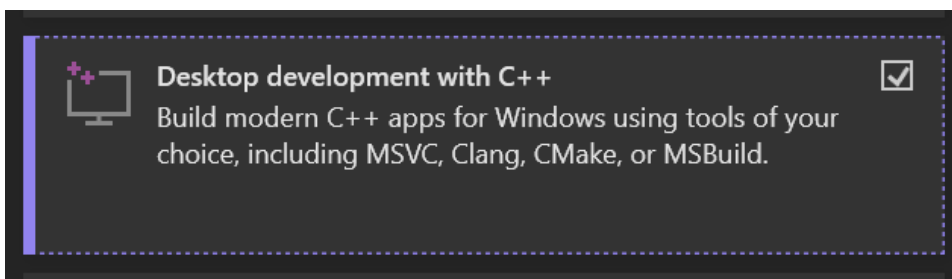 Desktop development with C++
Build modern C++ apps for Windows using tools of your
choice, including MSVC, Clang, CMake, or MSBuild.